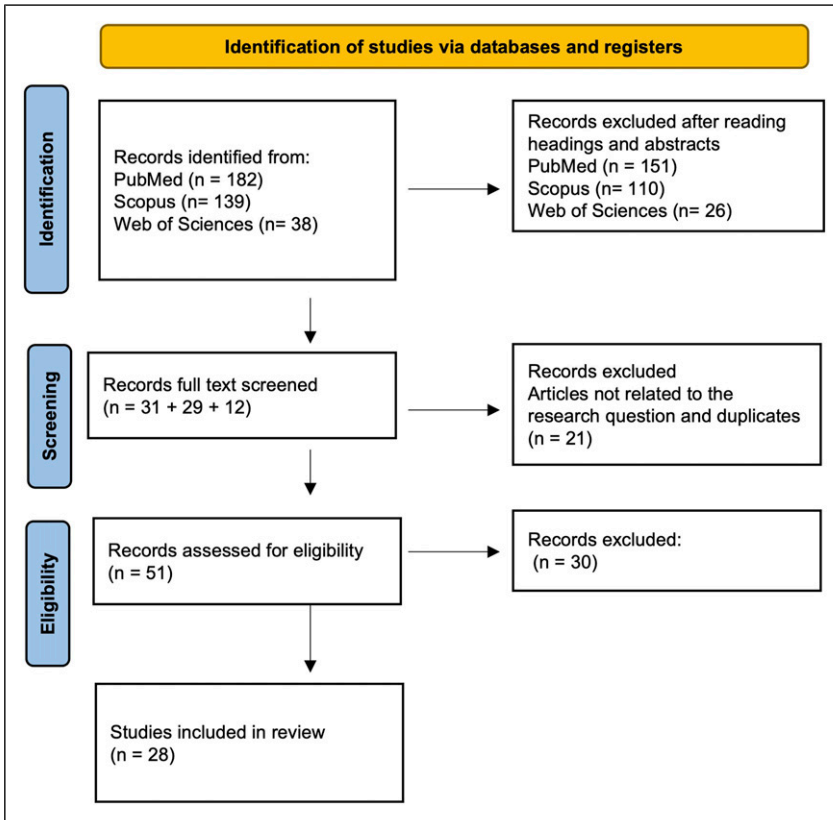 Identification of studies via databases and registers
Identification
Records identified from:
PubMed (n = 182)
Scopus (n= 139)
Web of Sciences (n= 38)
Records excluded after reading
headings and abstracts
PubMed (n = 151)
Scopus (n= 110)
Web of Sciences (n= 26)
Screening
Records full text screened
(n = 31 + 29 + 12)
Records excluded
Articles not related to the
research question and duplicates
(n = 21)
Eligibility
Records assessed for eligibility
(n = 51)
Records excluded:
(n = 30)
Studies included in review
(n = 28)